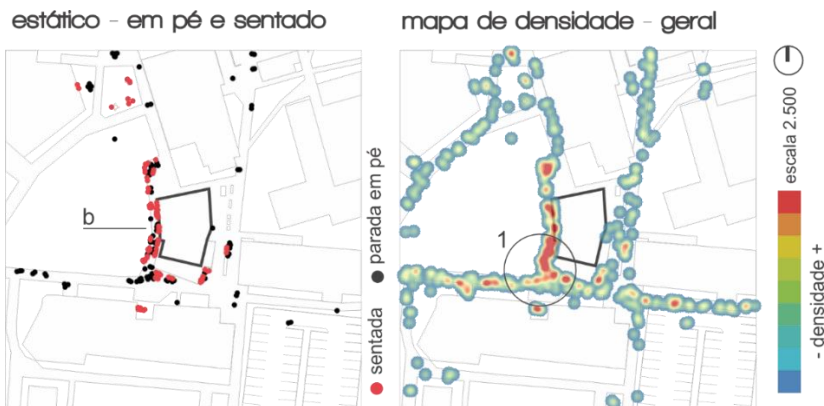 estático - em pé e sentado
mapa de densidade - geral
b
sentada
parada em pé
1
escala 2.500
- densidade +